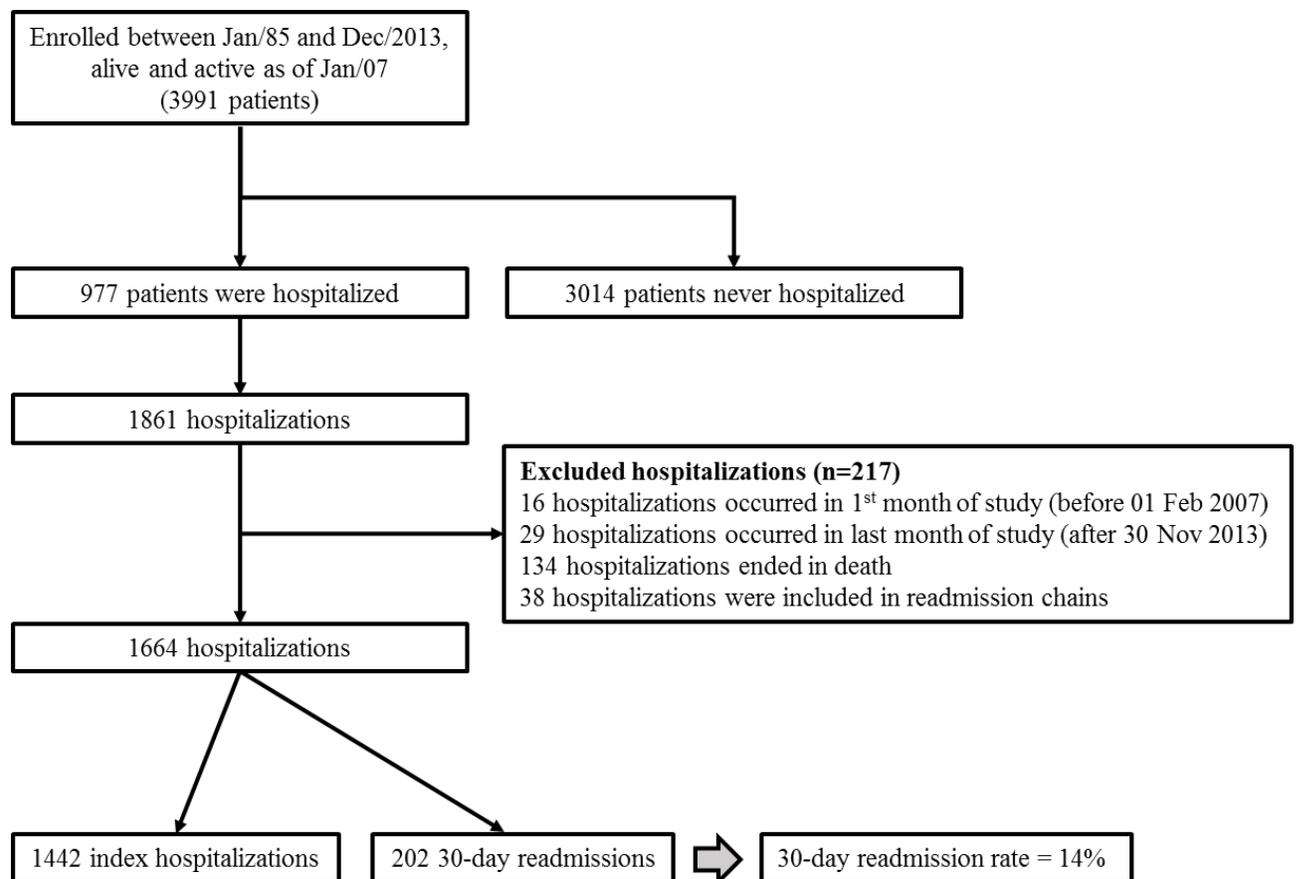 Enrolled between Jan/85 and Dec/2013,
alive and active as of Jan/07
(3991 patients)
977 patients were hospitalized
3014 patients never hospitalized
1861 hospitalizations
Excluded hospitalizations (n=217)
16 hospitalizations occurred in 1st month of study (before 01 Feb 2007)
29 hospitalizations occurred in last month of study (after 30 Nov 2013)
134 hospitalizations ended in death
38 hospitalizations were included in readmission chains
1664 hospitalizations
1442 index hospitalizations
202 30-day readmissions
30-day readmission rate = 14%